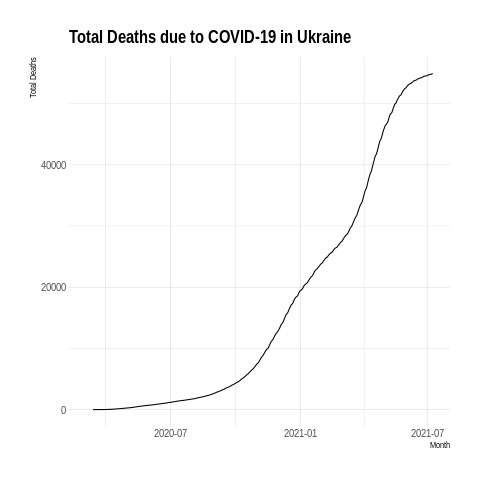 Total Deaths due to COVID-19 in Ukraine
Total Deaths
40000
20000
0
2020-07
2021-01
2021-07
Month